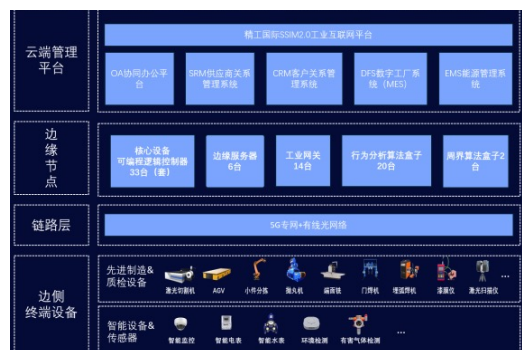 精工国际SSIM2.0工业互联网平台
云端管理
平台
OA协同办公平
台
SRM供应商关系
管理系统
CRM客户关系管
理系统
DFS数字工厂系
统（MES）
EMS能源管理系
统
边
缘
节
点
核心设备
可编程逻辑控制器
33台（套）
边缘服务器
6台
工业网关
14台
行为分析算法盒子
20台
周界算法盒子2
台
链路层
5G专网+有线光网络
边侧
终端设备
先进制造&
质检设备
激光切割机
AGV
小件分拣
抛丸机
端面铣
门焊机
埋弧焊机
漆膜仪
激光扫描仪
...
智能设备&
传感器
智能监控
智能电表
智能水表
环境检测
有害气体检测
...